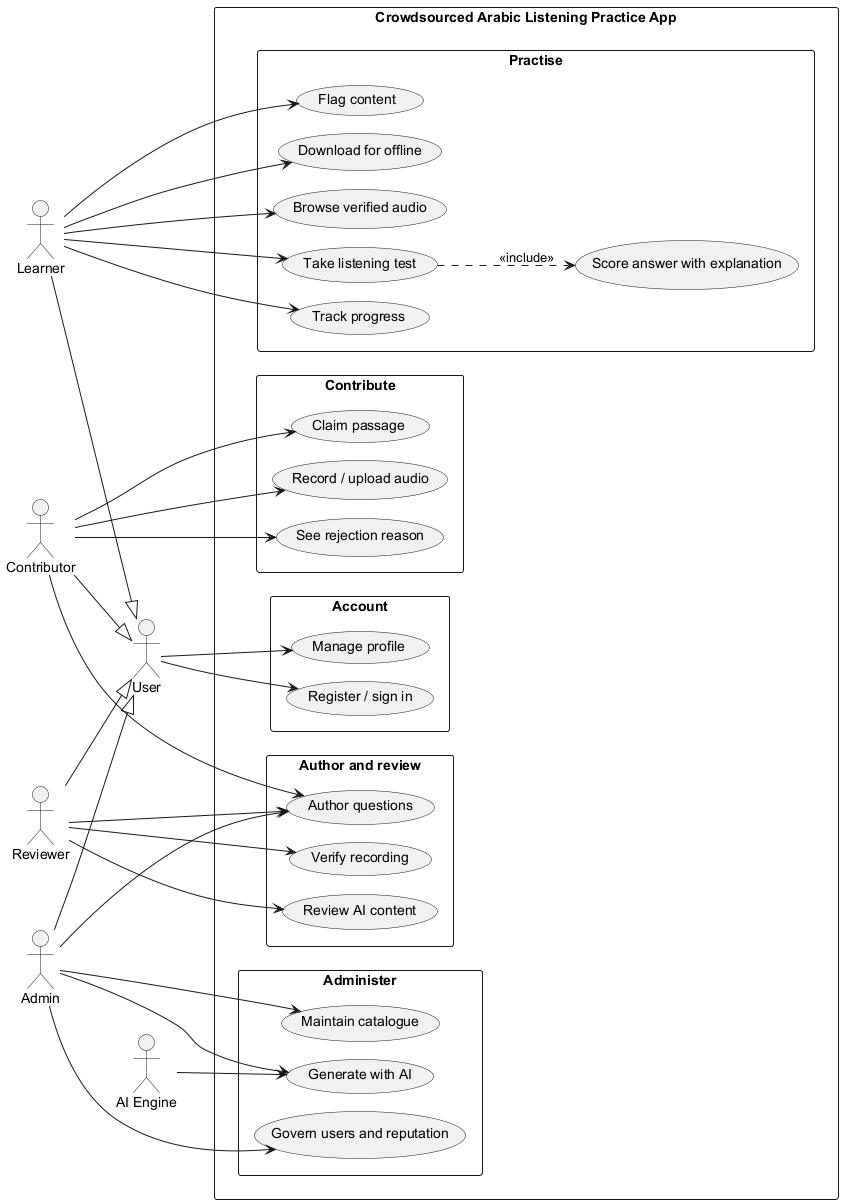 Crowdsourced Arabic Listening Practice App
Practise
Flag content
Download for offline
Browse verified audio
Take listening test
«include»
Score answer with explanation
Track progress
Learner
Contribute
Claim passage
Record / upload audio
See rejection reason
Contributor
Account
Manage profile
Register / sign in
User
Author and review
Author questions
Verify recording
Review AI content
Reviewer
Administer
Maintain catalogue
Generate with AI
Govern users and reputation
Admin
AI Engine